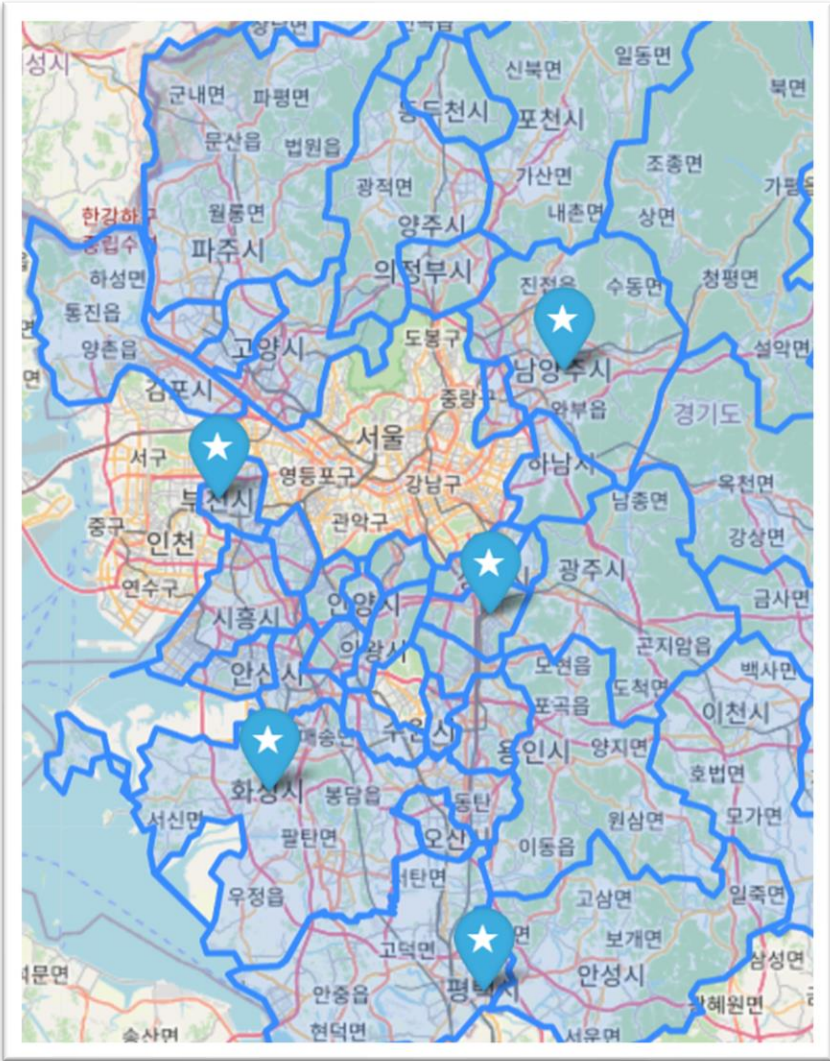 신북면
일동면
북면
군내면
파평면
동두천시
포천시
문산읍
법원읍
조종면
광적면
가산면
월롱면
내촌면
상면
양주시
파주시
의정부시
하성면
진접읍
수동면
청평면
통진읍
양촌읍
고양시
도봉구
설악면
김포시
남양주시
중랑구
와부읍
경기도
서울
서구
영등포구
강남구
하남시
부천시
남종면
옥천면
관악구
중구
인천
강상면
광주시
연수구
안양시
금사면
시흥시
의왕시
곤지암읍
안산시
모현읍
백사면
도척면
포곡읍
이천시
매송면
수원시
용인시
양지면
호법면
화성시
봉담읍
동탄
서신면
팔탄면
오산시
원삼면
모가면
이동읍
서탄면
우정읍
고삼면
일죽면
고덕면
보개면
삼성면
안성시
평택시
안중읍
광혜원면
현덕면
서운면
송산면